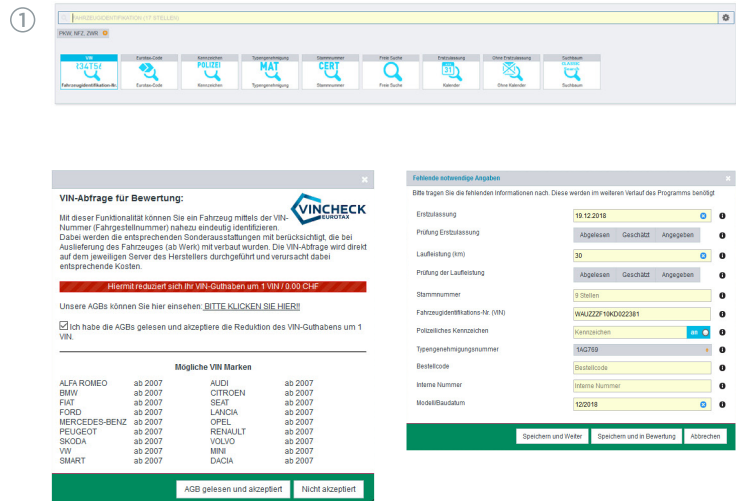 1
FAHRZEUGIDENTIFIKATION (17 STELLEN)
PKW, NFZ, ZWR
VIN
Eurotax-Code
Kennzeichen
Typengenehmigung
Stammnummer
Freie Suche
Erstzulassung
Ohne Erstzulassung
Suchbaum
POLIZEI
MAT
CERT
31
CLASSIC
Search
Fahrzeugidentifikation-Nr.
Eurotax-Code
Kennzeichen
Typengenehmigung
Stammnummer
Freie Suche
Kalender
Ohne Kalender
Suchbaum
VIN-Abfrage für Bewertung:
VINCHECK
EUROTAX
Mit dieser Funktionalität können Sie ein Fahrzeug mittels der VIN-
Nummer (Fahrgestellnummer) nahezu eindeutig identifizieren.
Dabei werden die entsprechenden Sonderausstattungen mit berücksichtigt, die bei
Auslieferung des Fahrzeuges (ab Werk) mit verbaut wurden. Die VIN-Abfrage wird direkt
auf dem jeweiligen Server des Herstellers durchgeführt und verursacht dabei
entsprechende Kosten.
Hiermit reduziert sich Ihr VIN-Guthaben um 1 VIN / 0.00 CHF
Unsere AGBs können Sie hier einsehen: BITTE KLICKEN SIE HIER!!
Ich habe die AGBs gelesen und akzeptiere die Reduktion des VIN-Guthabens um 1
VIN.
Mögliche VIN Marken
ALFA ROMEO ab 2007 AUDI ab 2007
BMW ab 2007 CITROEN ab 2007
FIAT ab 2007 SEAT ab 2007
FORD ab 2007 LANCIA ab 2007
MERCEDES-BENZ ab 2007 OPEL ab 2007
PEUGEOT ab 2007 RENAULT ab 2007
SKODA ab 2007 VOLVO ab 2007
VW ab 2007 MINI ab 2007
SMART ab 2007 DACIA ab 2007
AGB gelesen und akzeptiert Nicht akzeptiert
Fehlende notwendige Angaben
Bitte tragen Sie die fehlenden Informationen nach. Diese werden im weiteren Verlauf des Programms benötigt
Erstzulassung 19.12.2018
Prüfung Erstzulassung Abgelesen Geschätzt Angegeben
Laufleistung (km) 30
Prüfung der Laufleistung Abgelesen Geschätzt Angegeben
Stammnummer 9 Stellen
Fahrzeugidentifikations-Nr. (VIN) WAUZZZF10KD022381
Polizeiliches Kennzeichen Kennzeichen an
Typengenehmigungsnummer 1AG769
Bestellcode Bestellcode
Interne Nummer Interne Nummer
Modell/Baudatum 12/2018
Speichern und Weiter Speichern und in Bewertung Abbrechen